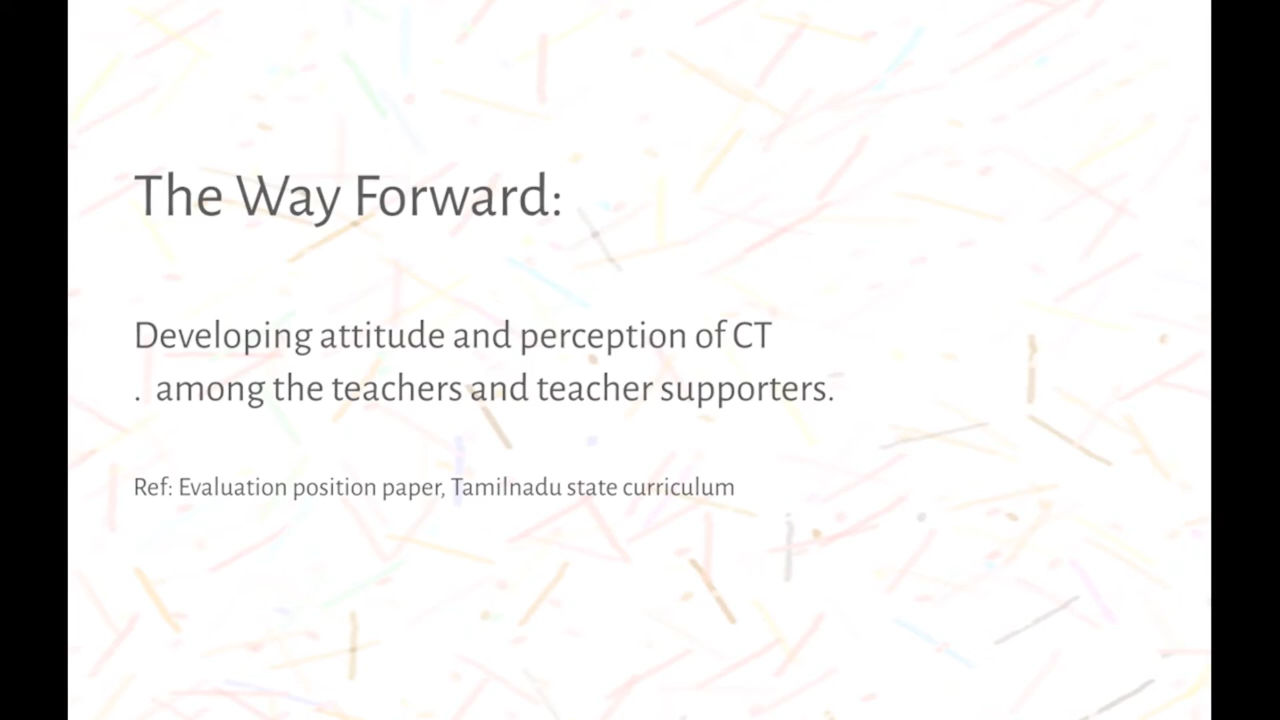 The Way Forward:
Developing attitude and perception of CT
. among the teachers and teacher supporters.
Ref: Evaluation position paper, Tamilnadu state curriculum